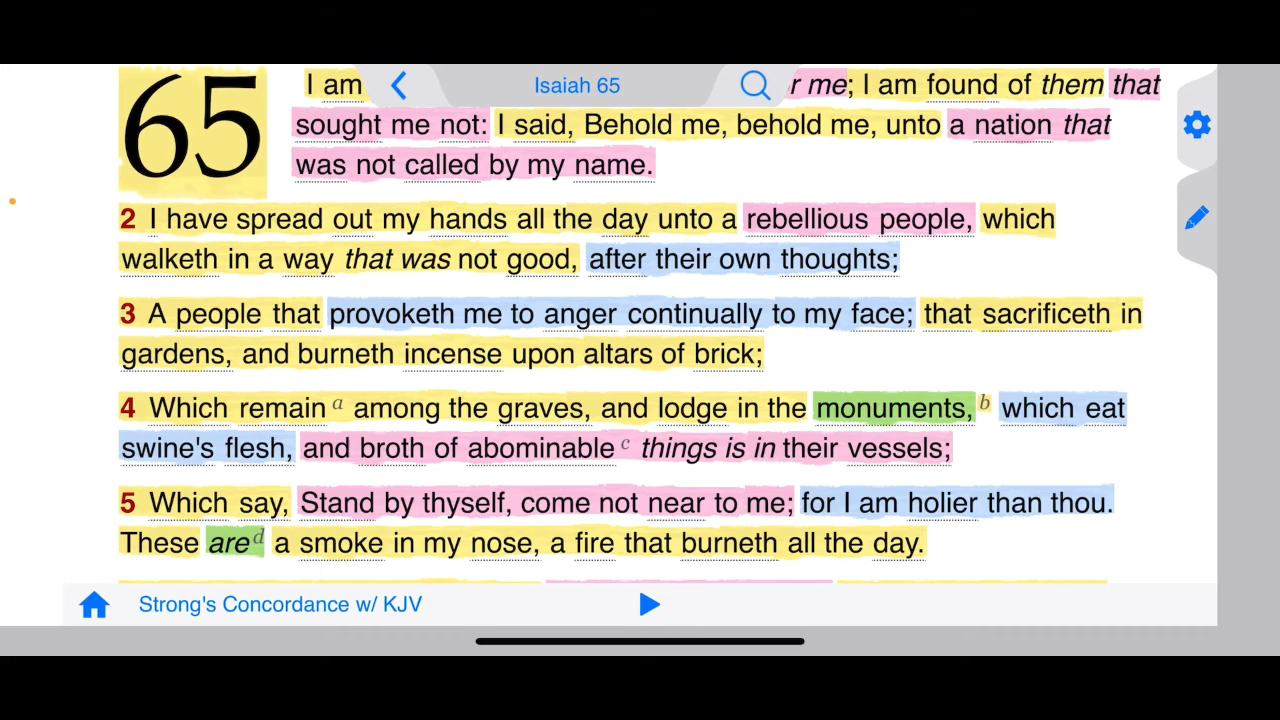 Isaiah 65
65 I am r me; I am found of them that
sought me not: I said, Behold me, behold me, unto a nation that
was not called by my name.
2 I have spread out my hands all the day unto a rebellious people, which
walketh in a way that was not good, after their own thoughts;
3 A people that provoketh me to anger continually to my face; that sacrificeth in
gardens, and burneth incense upon altars of brick;
4 Which remain a among the graves, and lodge in the monuments, b which eat
swine's flesh, and broth of abominable c things is in their vessels;
5 Which say, Stand by thyself, come not near to me; for I am holier than thou.
These are d a smoke in my nose, a fire that burneth all the day.
Strong's Concordance w/ KJV